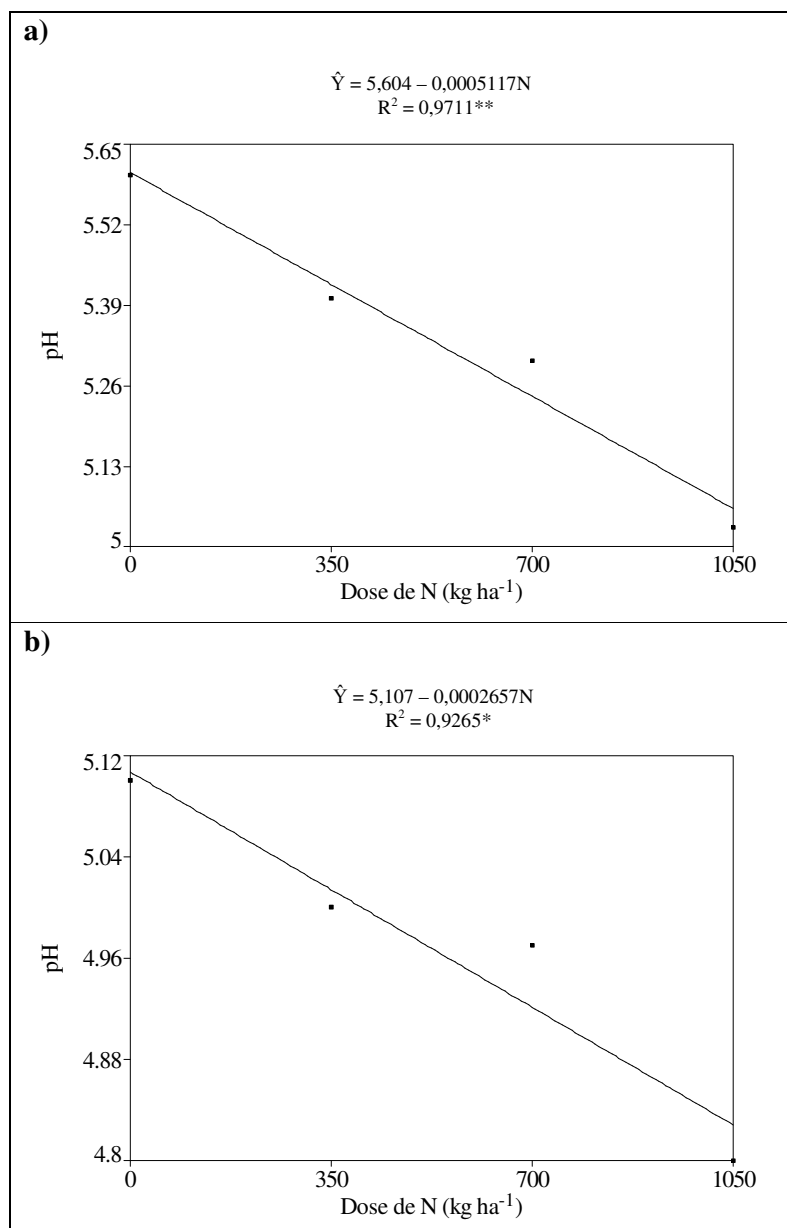 a)
Ŷ = 5,604 – 0,0005117N
R² = 0,9711**
5.65
5.52
5.39
5.26
5.13
5
pH
0 350 700 1050
Dose de N (kg ha⁻¹)
b)
Ŷ = 5,107 – 0,0002657N
R² = 0,9265*
5.12
5.04
4.96
4.88
4.8
pH
0 350 700 1050
Dose de N (kg ha⁻¹)